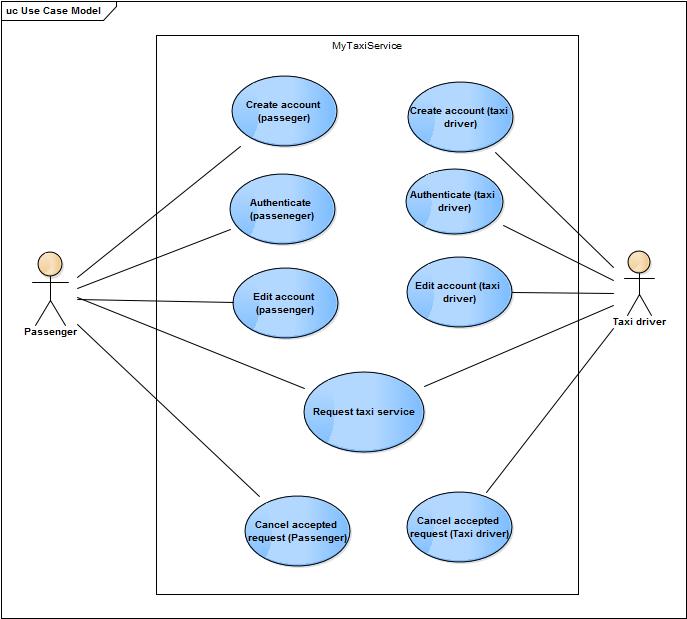 uc Use Case Model
MyTaxiService
Create account
(passeger)
Create account (taxi
driver)
Authenticate
(passeneger)
Authenticate (taxi
driver)
Edit account
(passenger)
Edit account (taxi
driver)
Passenger
Taxi driver
Request taxi service
Cancel accepted
request (Passenger)
Cancel accepted
request (Taxi driver)